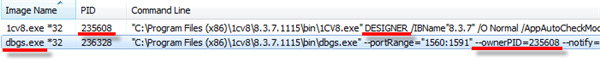 Image Name PID Command Line
1cv8.exe *32 235608 "C:\Program Files (x86)\1cv8\8.3.7.1115\bin\1CV8.exe" DESIGNER /IBName"8.3.7" /O Normal /AppAutoCheckMod
dbgs.exe *32 236328 "C:\Program Files (x86)\1cv8\8.3.7.1115\bin\dbgs.exe" --portRange="1560:1591" --ownerPID=235608 --notify=